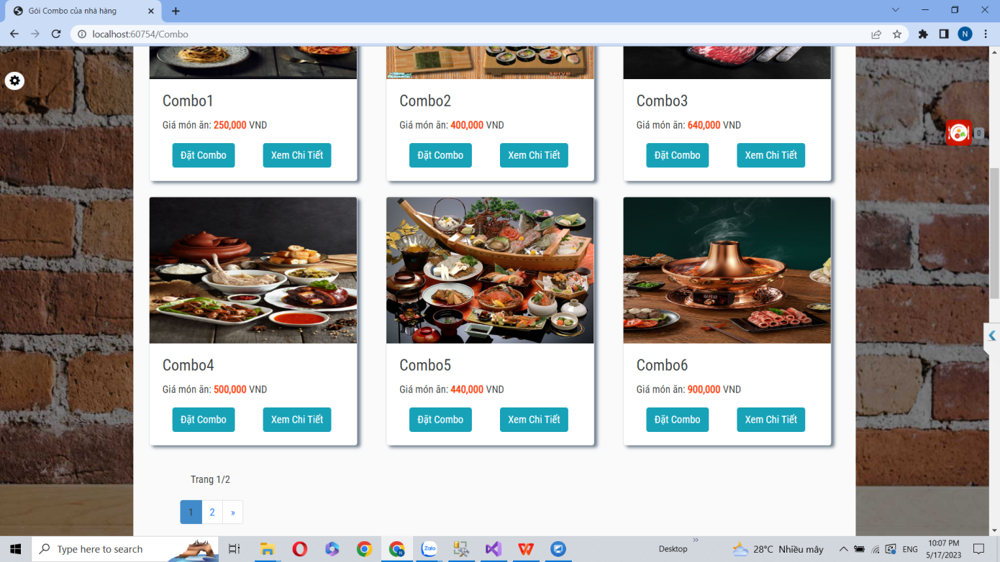 Gói Combo của nhà hàng
localhost:60754/Combo
N
serve
0
Combo1
Giá món ăn: 250,000 VND
Đặt Combo
Xem Chi Tiết
Combo2
Giá món ăn: 400,000 VND
Đặt Combo
Xem Chi Tiết
Combo3
Giá món ăn: 640,000 VND
Đặt Combo
Xem Chi Tiết
Combo4
Giá món ăn: 500,000 VND
Đặt Combo
Xem Chi Tiết
Combo5
Giá món ăn: 440,000 VND
Đặt Combo
Xem Chi Tiết
Combo6
Giá món ăn: 900,000 VND
Đặt Combo
Xem Chi Tiết
Trang 1/2
1 2 »
Type here to search
Zalo
Desktop
28°C Nhiều mây
ENG
10:07 PM
5/17/2023